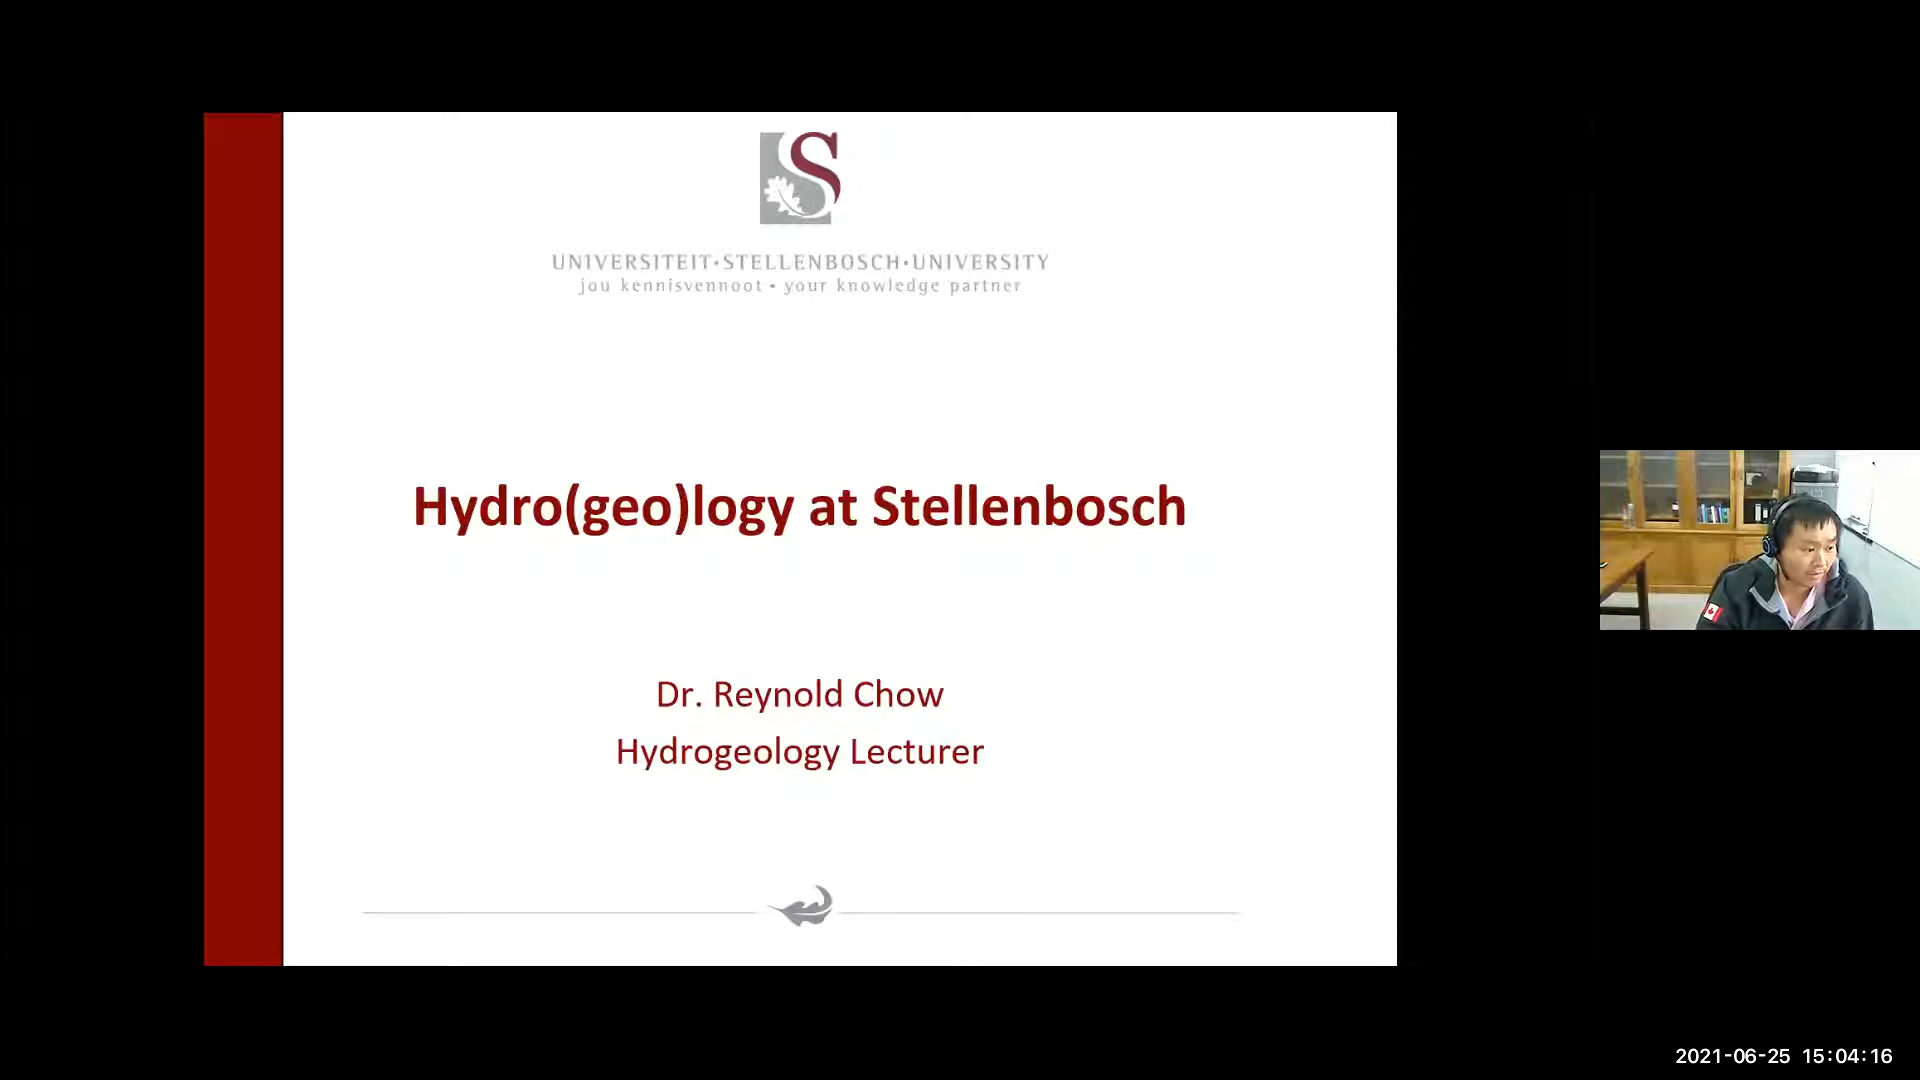 S
UNIVERSITEIT•STELLENBOSCH•UNIVERSITY
jou kennisvennoot • your knowledge partner
Hydro(geo)logy at Stellenbosch
Dr. Reynold Chow
Hydrogeology Lecturer
2021-06-25 15:04:16